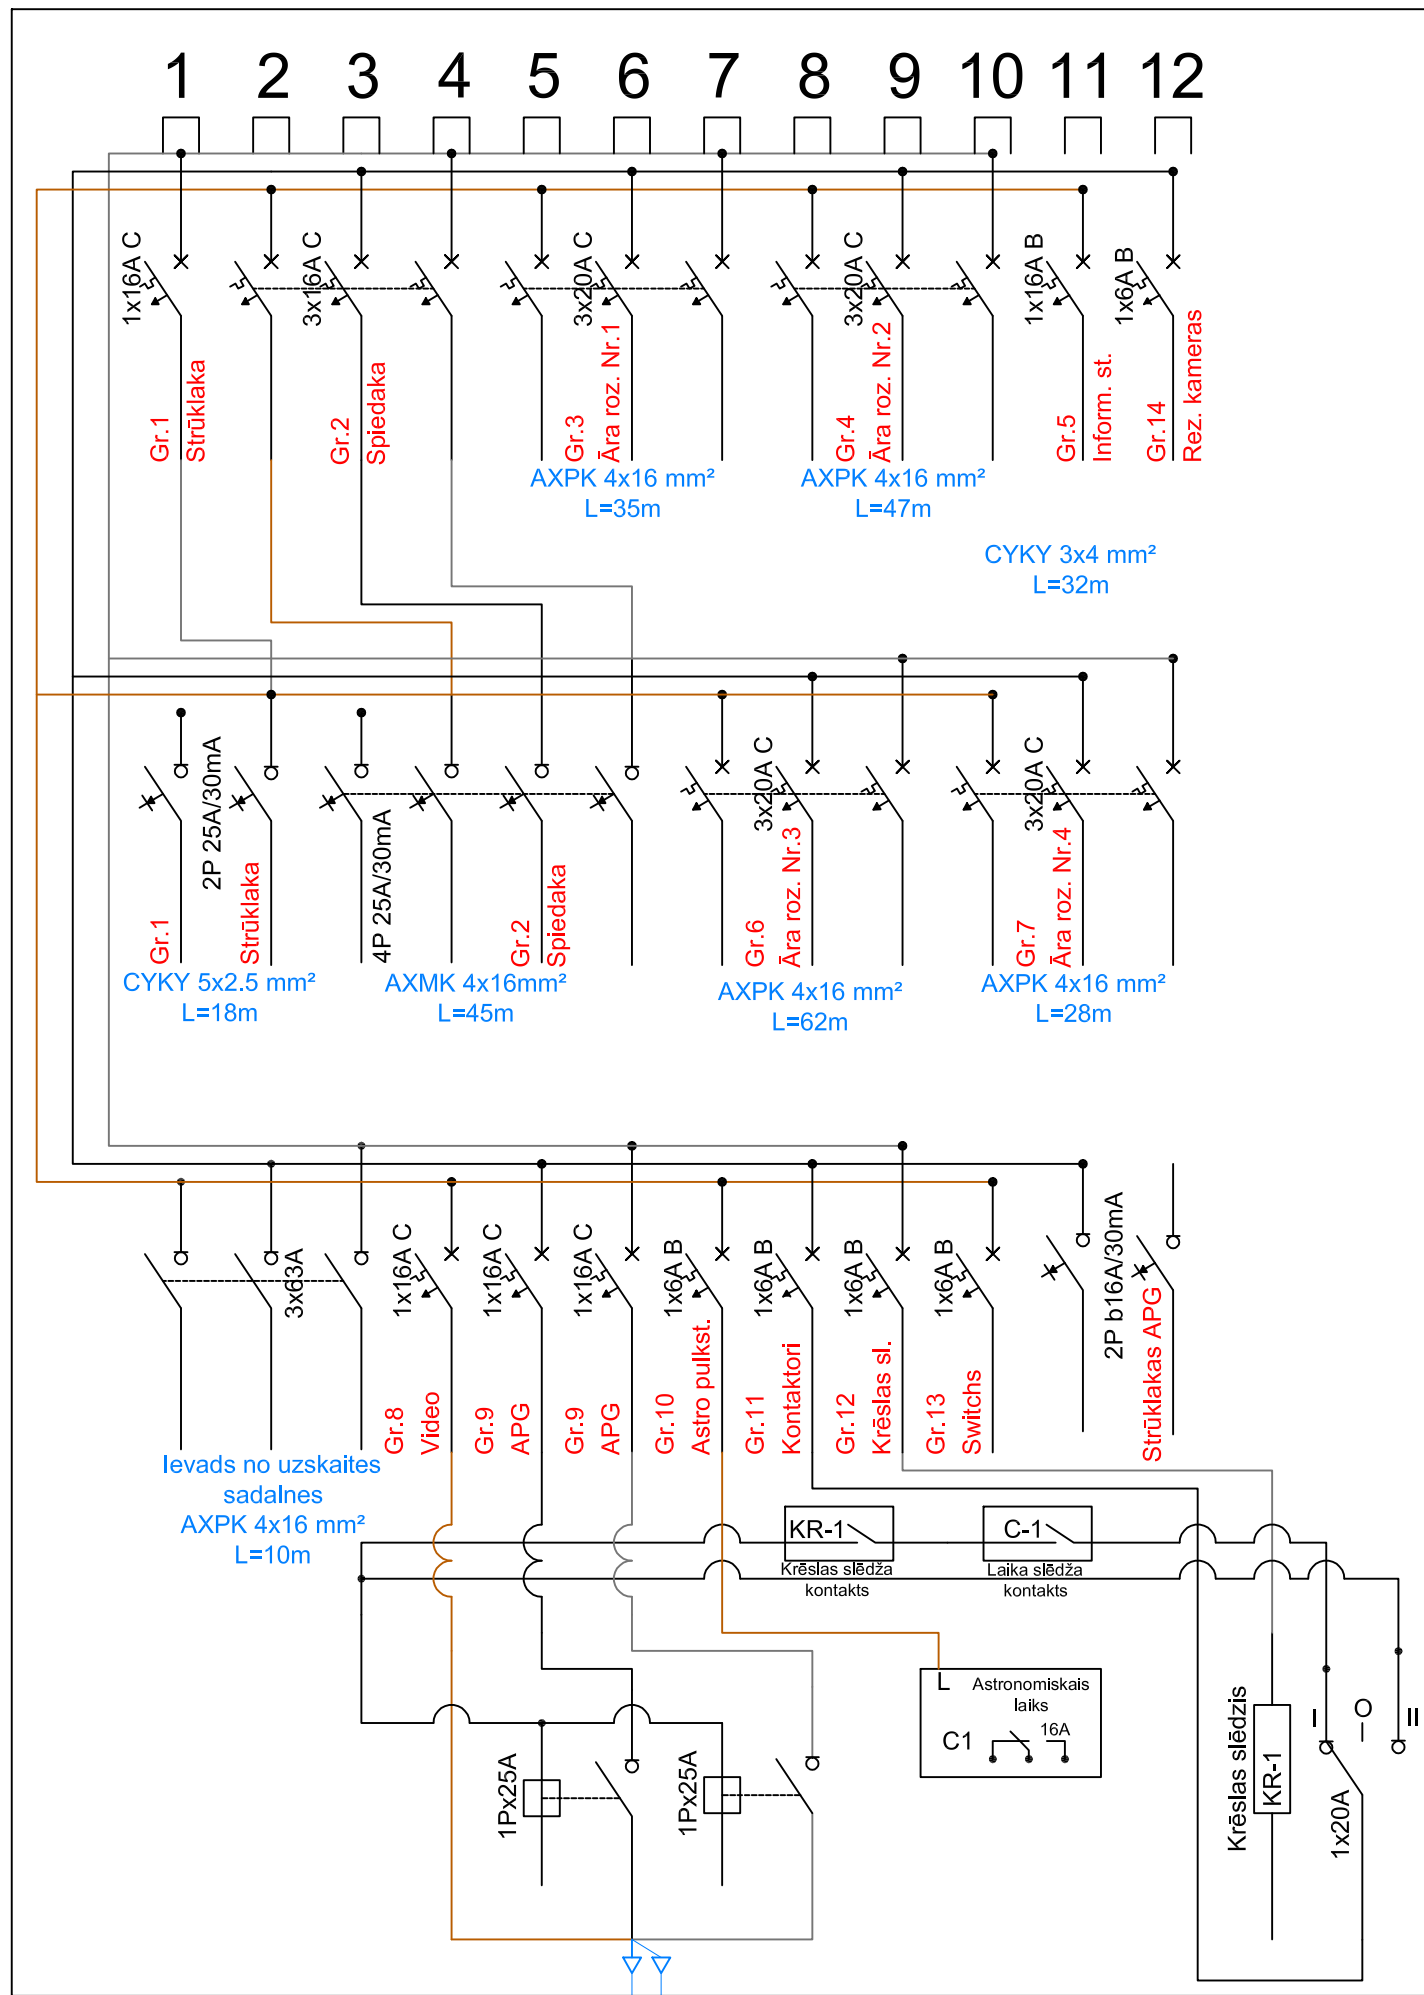 1 2 3 4 5 6 7 8 9 10 11 12
1x16A C
3x16A C
3x20A C
3x20A C
1x16A B
1x6A B
Gr.1
Strūklaka
Gr.2
Spiedaka
Gr.3
Āra roz. Nr.1
Gr.4
Āra roz. Nr.2
Gr.5
Inform. st.
Gr.14
Rez. kameras
AXPK 4x16 mm²
L=35m
AXPK 4x16 mm²
L=47m
CYKY 3x4 mm²
L=32m
2P 25A/30mA
4P 25A/30mA
3x20A C
3x20A C
Gr.1
Strūklaka
Gr.2
Spiedaka
Gr.6
Āra roz. Nr.3
Gr.7
Āra roz. Nr.4
CYKY 5x2.5 mm²
L=18m
AXMK 4x16mm²
L=45m
AXPK 4x16 mm²
L=62m
AXPK 4x16 mm²
L=28m
3x63A
1x16A C
1x16A C
1x16A C
1x6A B
1x6A B
1x6A B
1x6A B
2P b16A/30mA
Gr.8
Video
Gr.9
APG
Gr.9
APG
Gr.10
Astro pulkst.
Gr.11
Kontaktori
Gr.12
Krēslas sl.
Gr.13
Switchs
Strūklakas APG
Ievads no uzskaites
sadalnes
AXPK 4x16 mm²
L=10m
KR-1
Krēslas slēdža
kontakts
C-1
Laika slēdža
kontakts
L
Astronomiskais
laiks
C1
16A
1Px25A
1Px25A
Krēslas slēdzis
KR-1
I
O
II
1x20A